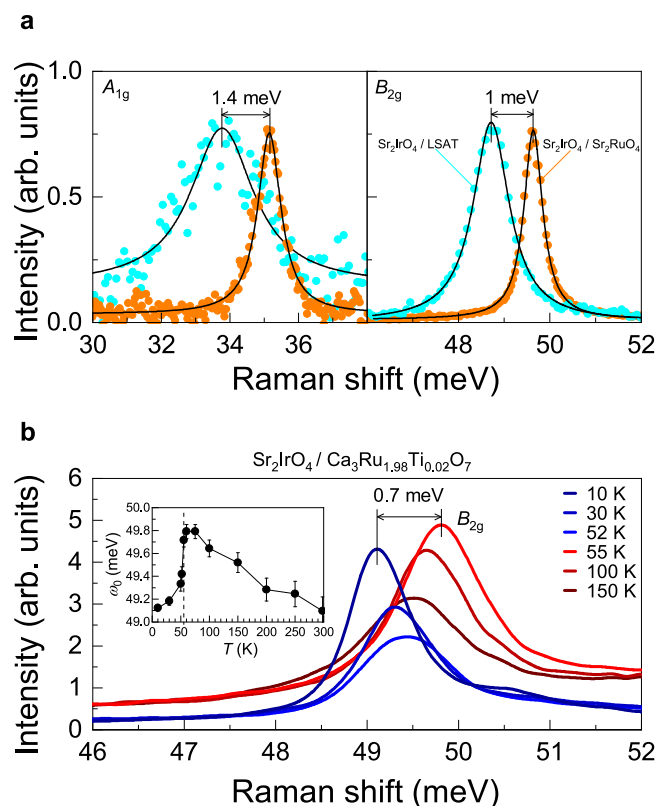 a
A1g
1.4 meV
B2g
1 meV
Sr2IrO4 / LSAT
Sr2IrO4 / Sr2RuO4
Intensity (arb. units)
1.0
0.5
0.0
30 32 34 36 48 50 52
Raman shift (meV) Raman shift (meV)
b
Sr2IrO4 / Ca3Ru1.98Ti0.02O7
0.7 meV
B2g
10 K
30 K
52 K
55 K
100 K
150 K
Intensity (arb. units)
6
5
4
3
2
1
0
50.0
49.8
49.6
49.4
49.2
49.0
ω0
(meV)
0 50 100 150 200 250 300
T (K)
46 47 48 49 50 51 52
Raman shift (meV)